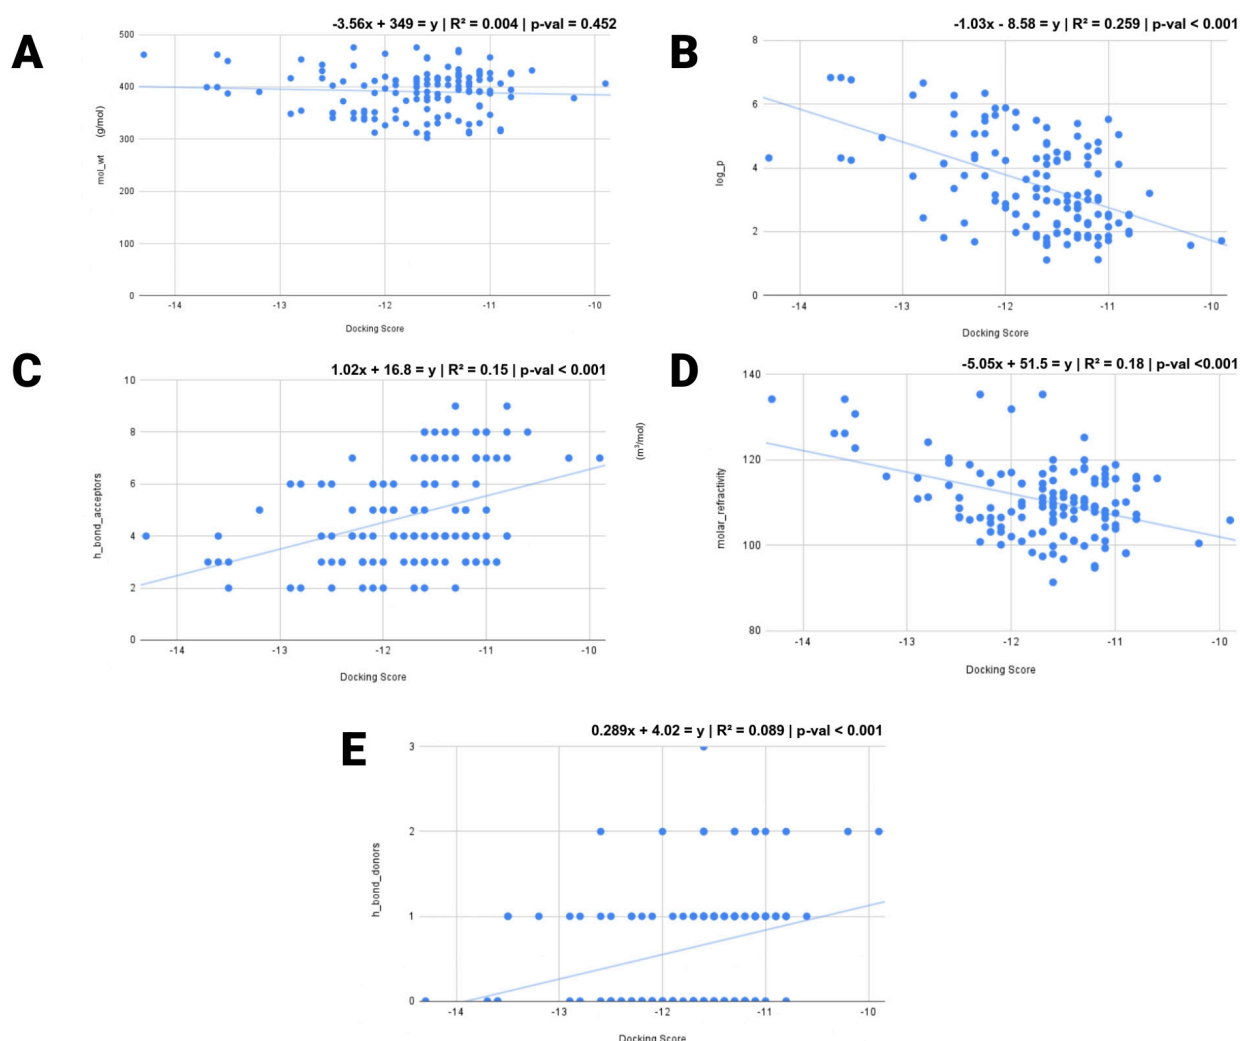 A
-3.56x + 349 = y | R² = 0.004 | p-val = 0.452
500
400
300
200
100
0
mol_wt (g/mol)
-14 -13 -12 -11 -10
Docking Score
B
-1.03x - 8.58 = y | R² = 0.259 | p-val < 0.001
8
6
4
2
0
log_p
-14 -13 -12 -11 -10
Docking Score
C
1.02x + 16.8 = y | R² = 0.15 | p-val < 0.001
10
8
6
4
2
0
h_bond_acceptors
-14 -13 -12 -11 -10
Docking Score
D
-5.05x + 51.5 = y | R² = 0.18 | p-val <0.001
(m³/mol)
140
120
100
80
molar_refractivity
-14 -13 -12 -11 -10
Docking Score
E
0.289x + 4.02 = y | R² = 0.089 | p-val < 0.001
3
2
1
0
h_bond_donors
-14 -13 -12 -11 -10
Docking Score